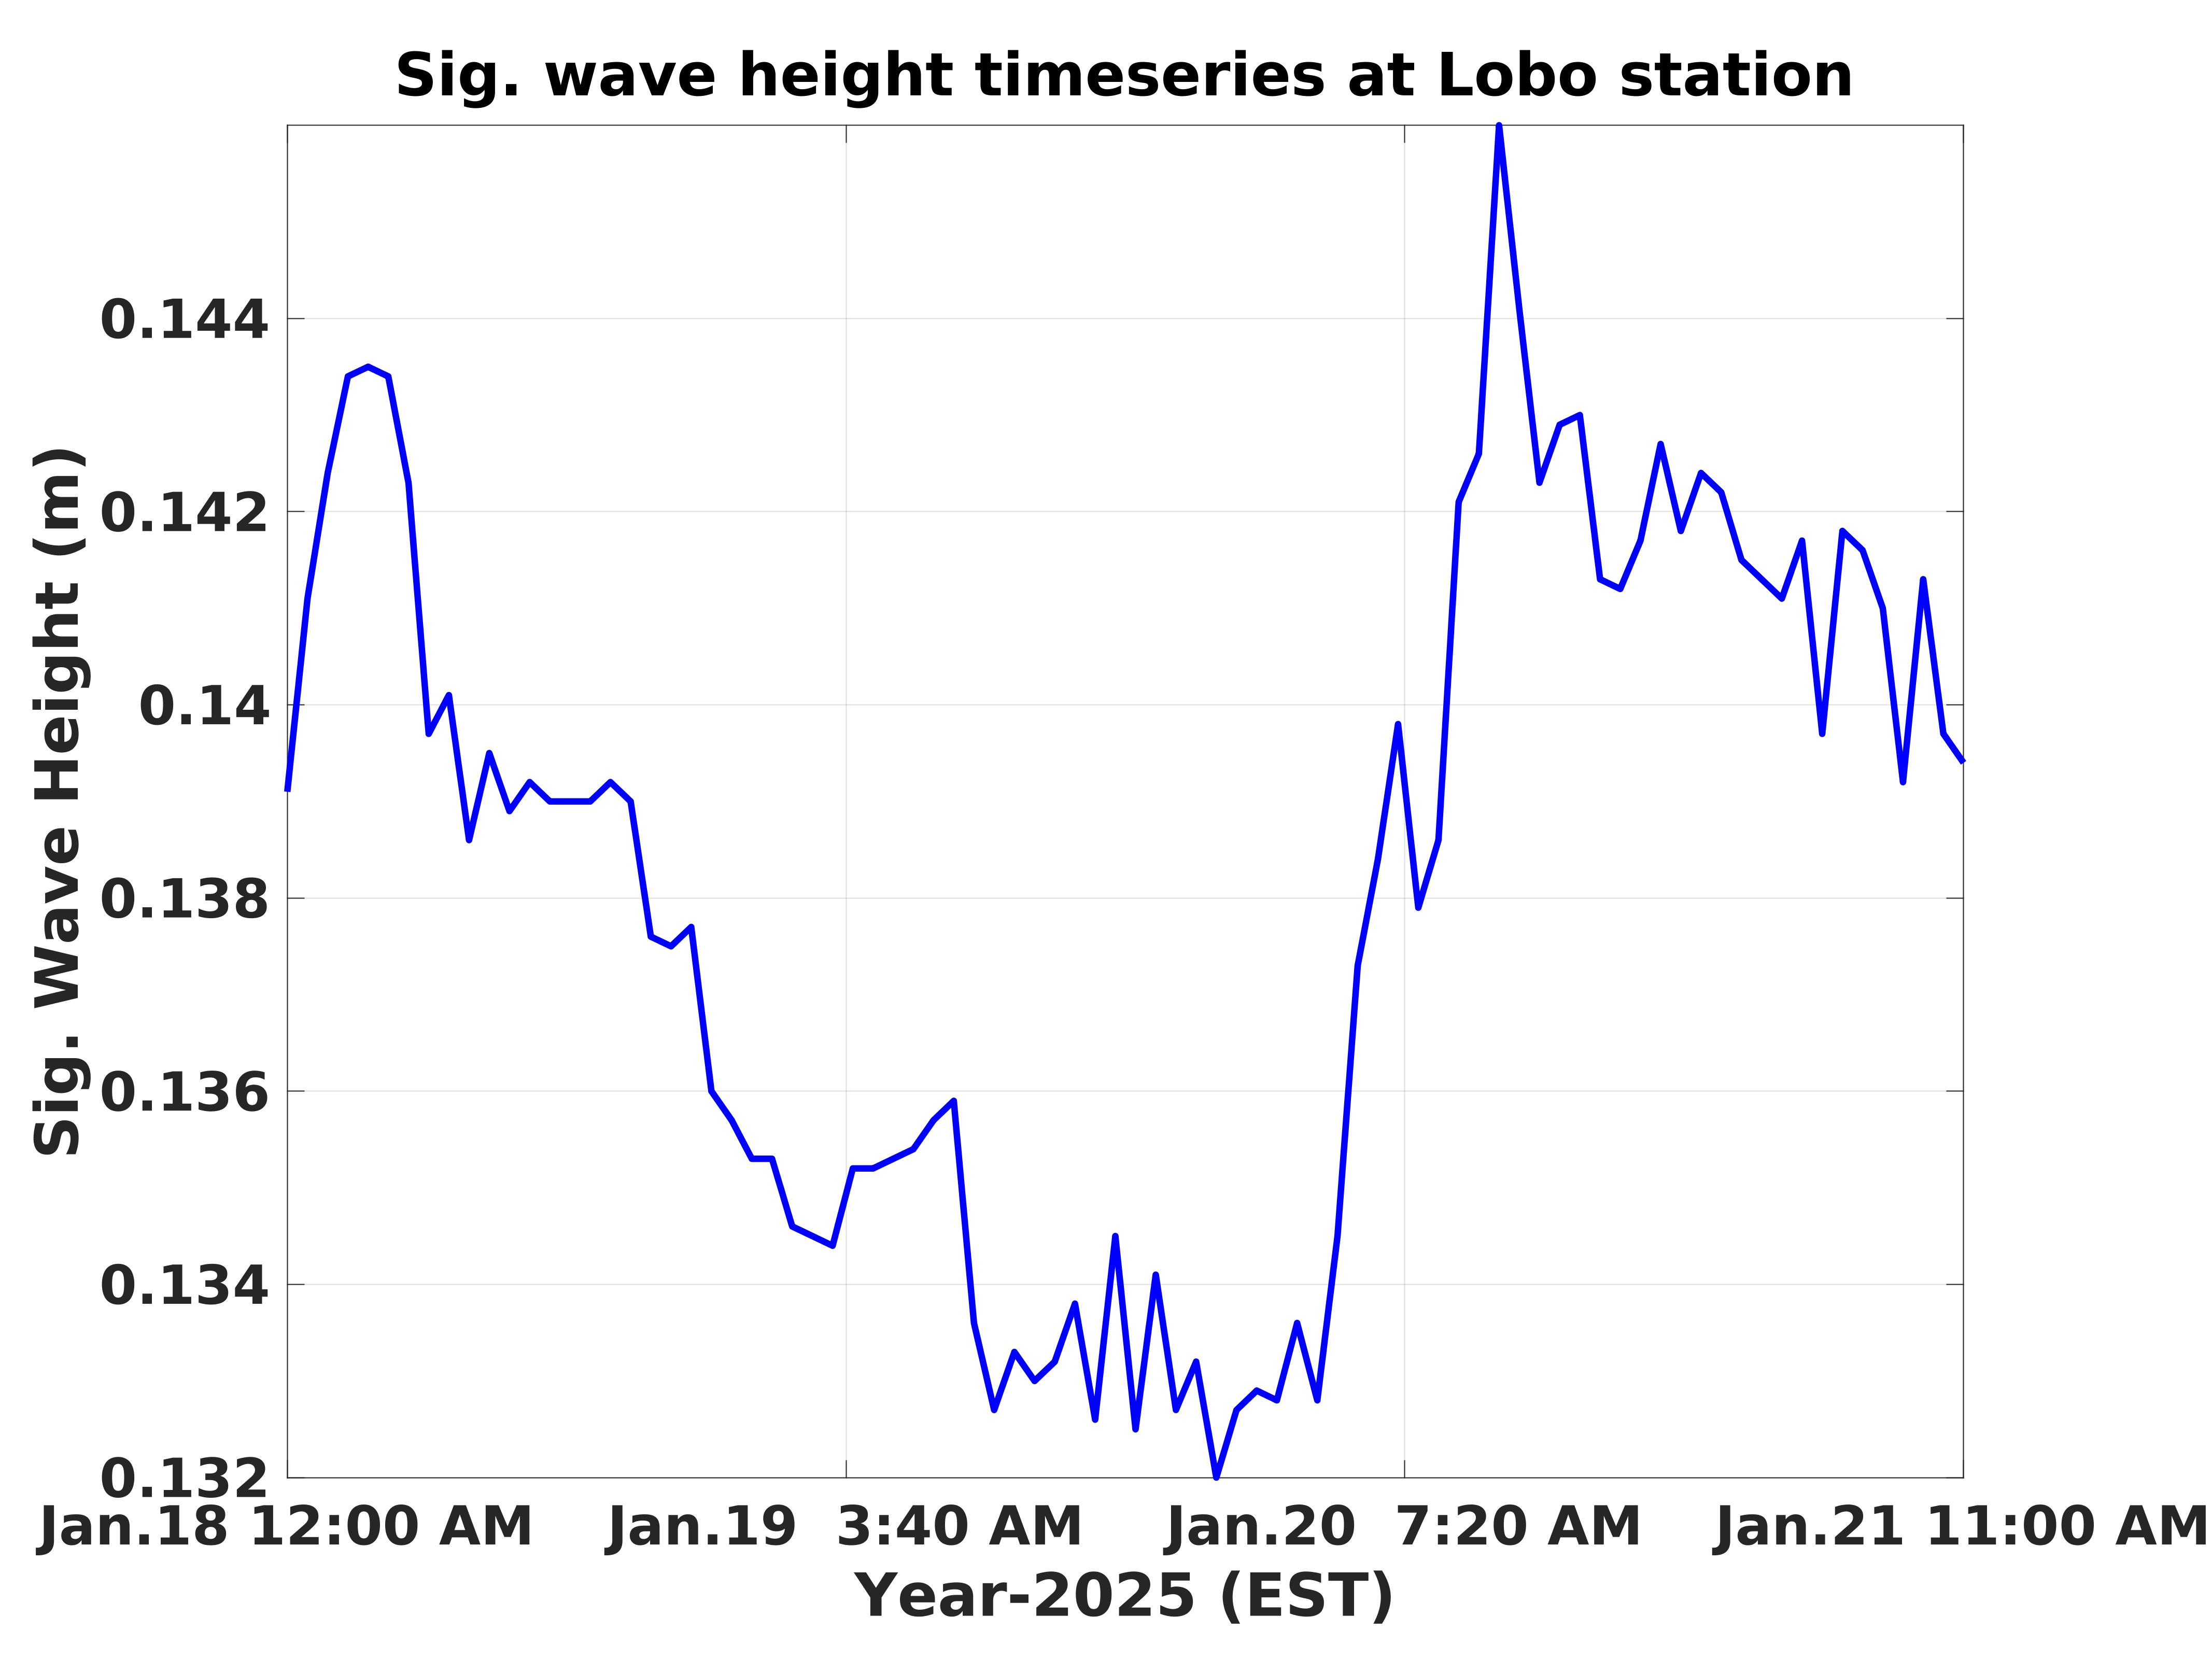 Sig. wave height timeseries at Lobo station
Sig. Wave Height (m)
0.144
0.142
0.14
0.138
0.136
0.134
0.132
Jan.18 12:00 AM Jan.19 3:40 AM Jan.20 7:20 AM Jan.21 11:00 AM
Year-2025 (EST)